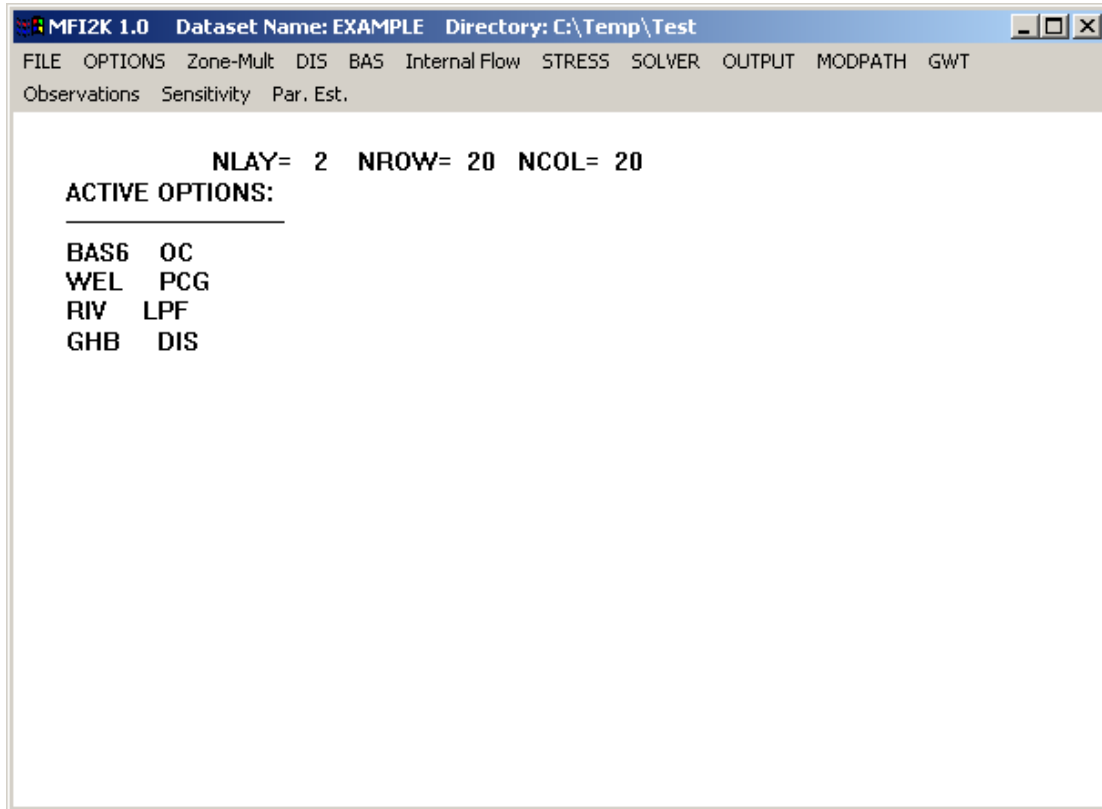 MFI2K 1.0 Dataset Name: EXAMPLE Directory: C:\Temp\Test
FILE OPTIONS Zone-Mult DIS BAS Internal Flow STRESS SOLVER OUTPUT MODPATH GWT
Observations Sensitivity Par. Est.
NLAY= 2 NROW= 20 NCOL= 20
ACTIVE OPTIONS:
BAS6 OC
WEL PCG
RIV LPF
GHB DIS